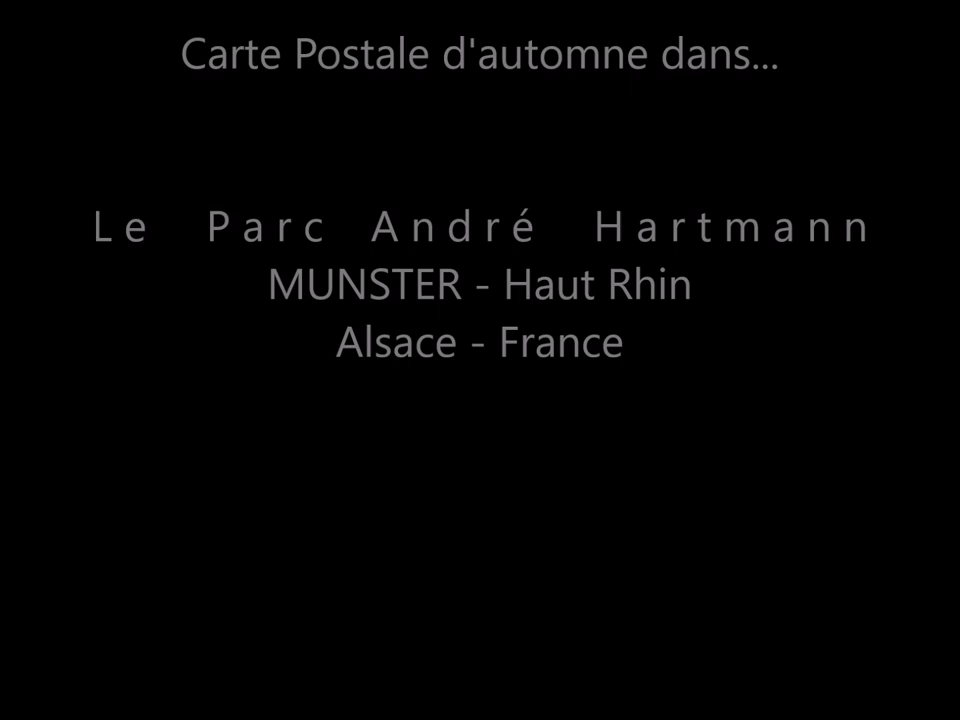 Carte Postale d'automne dans...
Le Parc André Hartmann
MUNSTER - Haut Rhin
Alsace - France